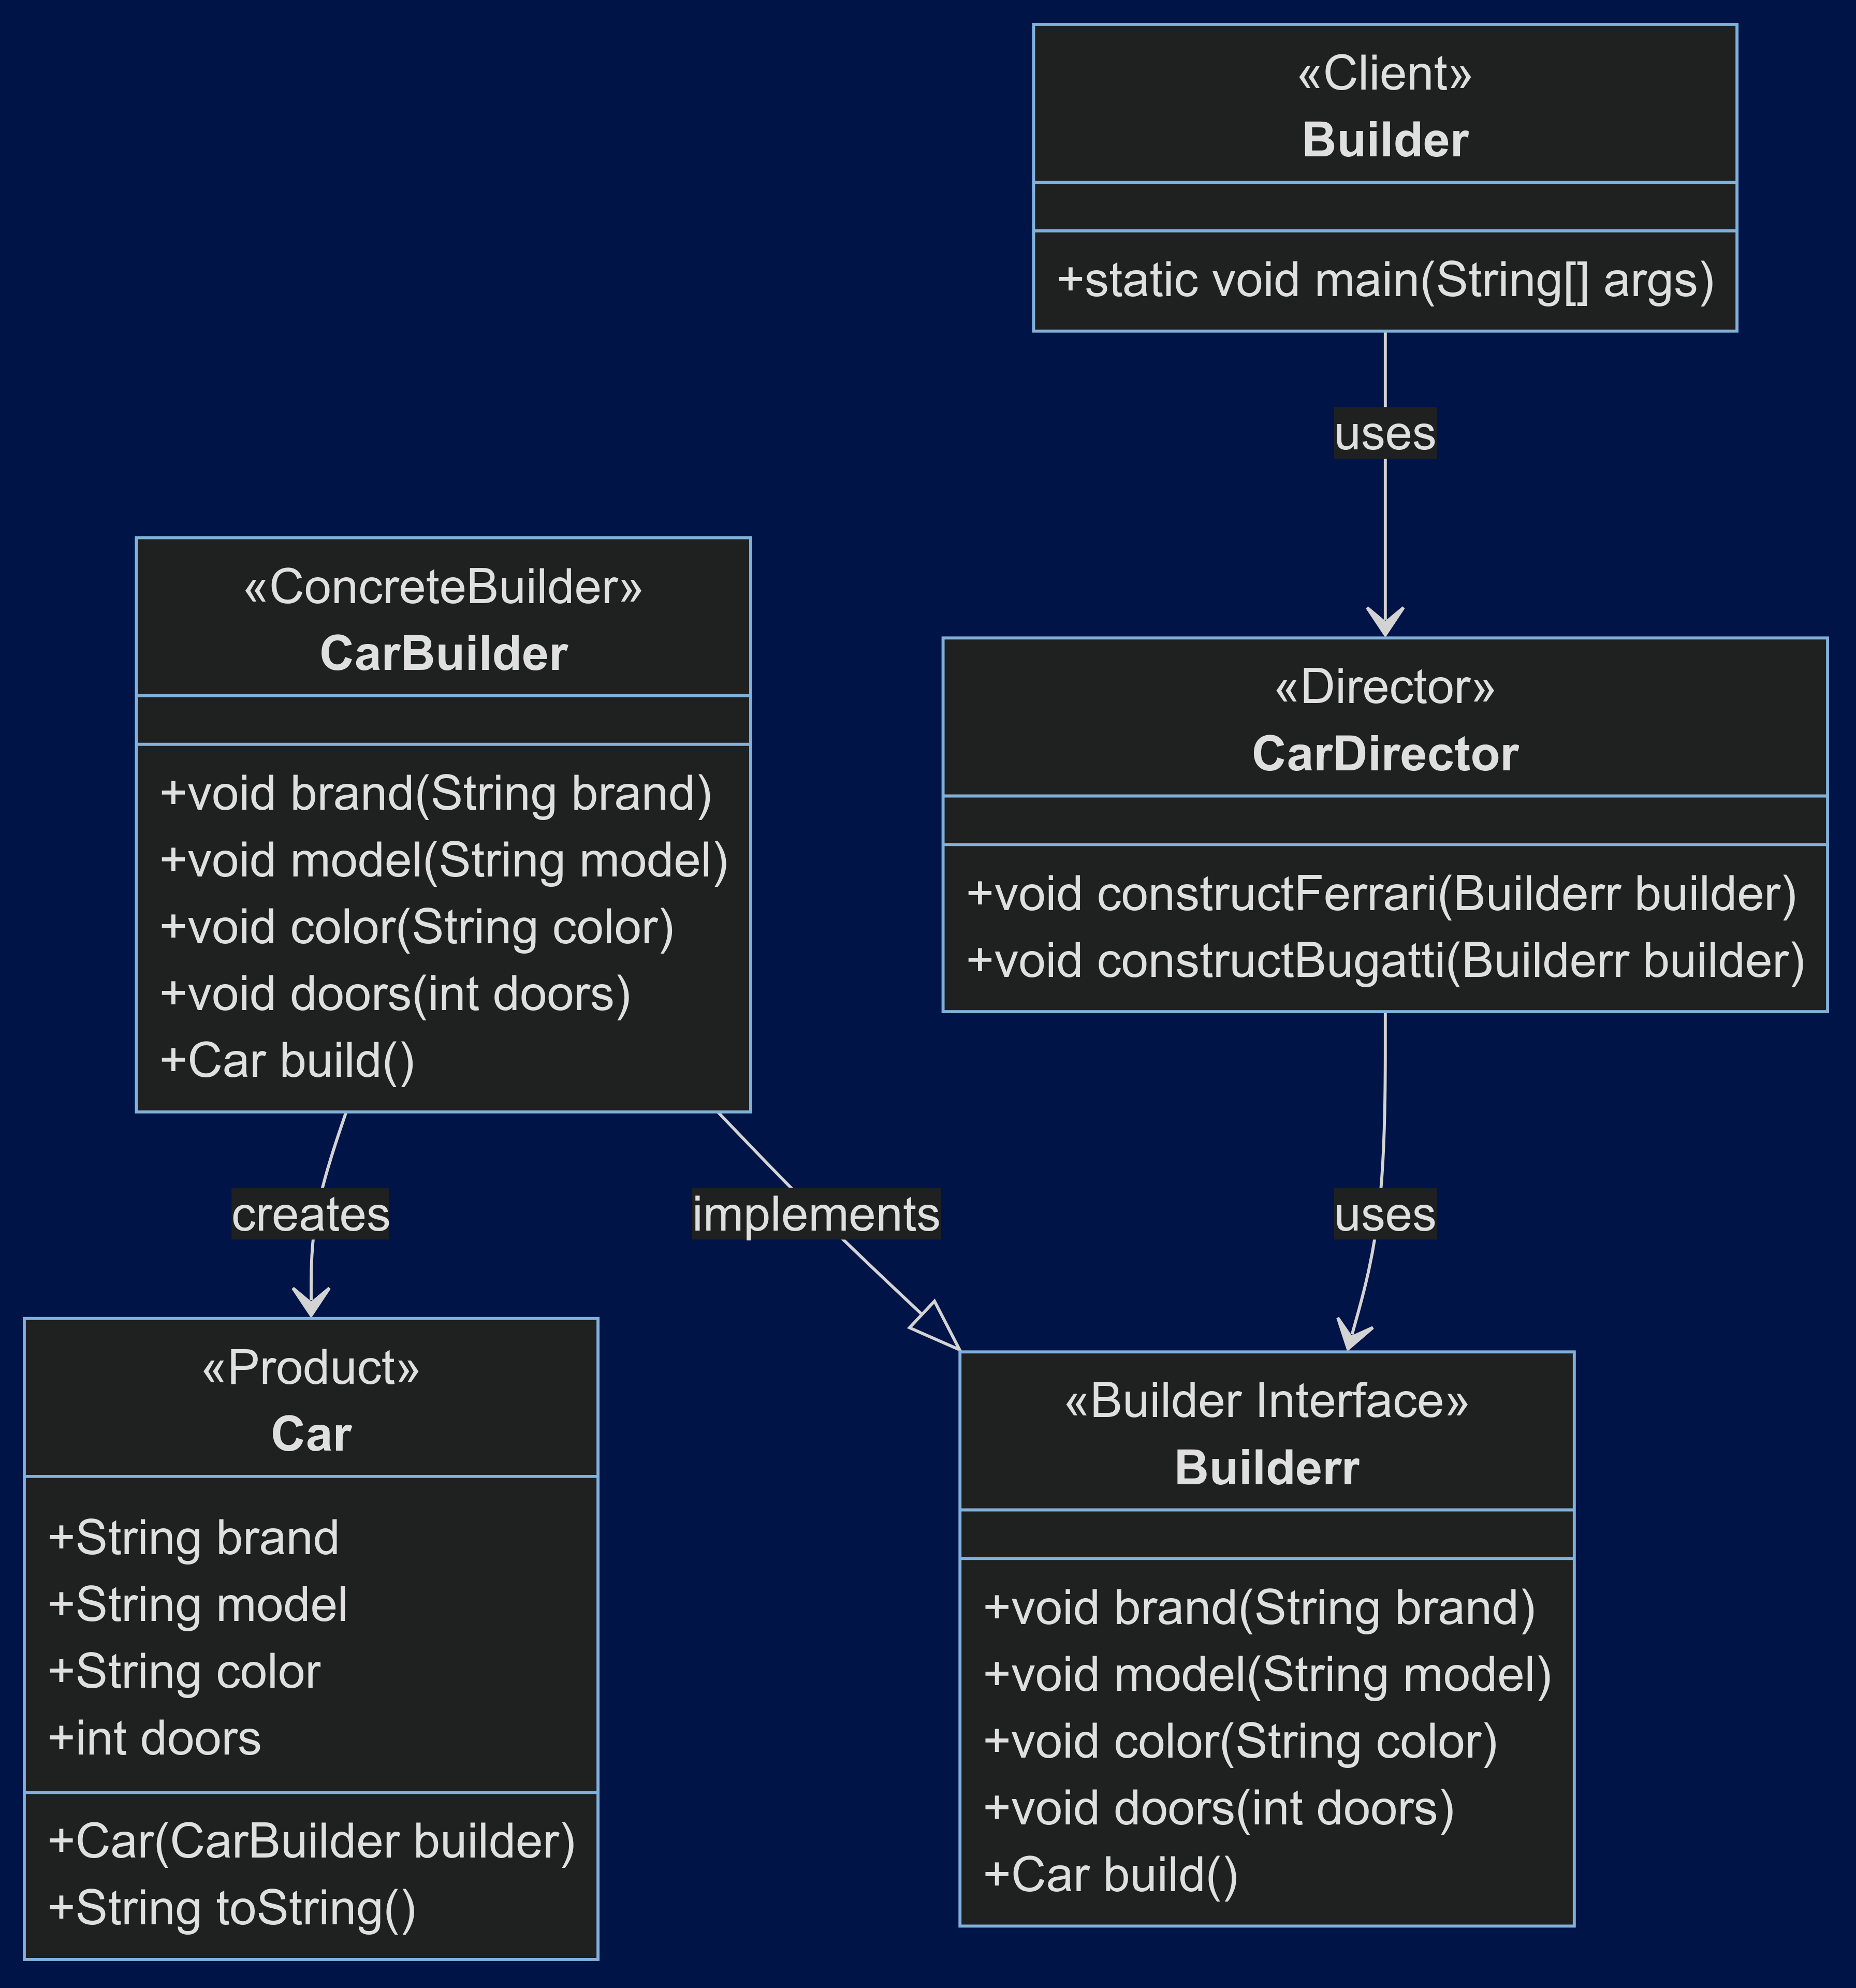 «Client»
Builder
+static void main(String[] args)
uses
«ConcreteBuilder»
CarBuilder
+void brand(String brand)
+void model(String model)
+void color(String color)
+void doors(int doors)
+Car build()
«Director»
CarDirector
+void constructFerrari(Builderr builder)
+void constructBugatti(Builderr builder)
creates
implements
uses
«Product»
Car
+String brand
+String model
+String color
+int doors
+Car(CarBuilder builder)
+String toString()
«Builder Interface»
Builderr
+void brand(String brand)
+void model(String model)
+void color(String color)
+void doors(int doors)
+Car build()